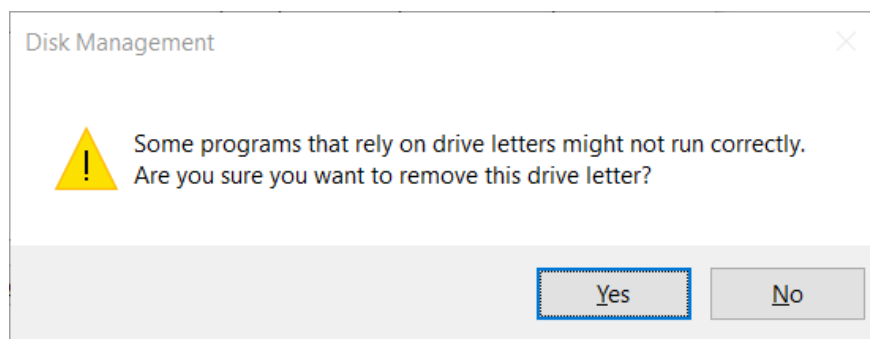 Disk Management
Some programs that rely on drive letters might not run correctly.
Are you sure you want to remove this drive letter?
Yes
No